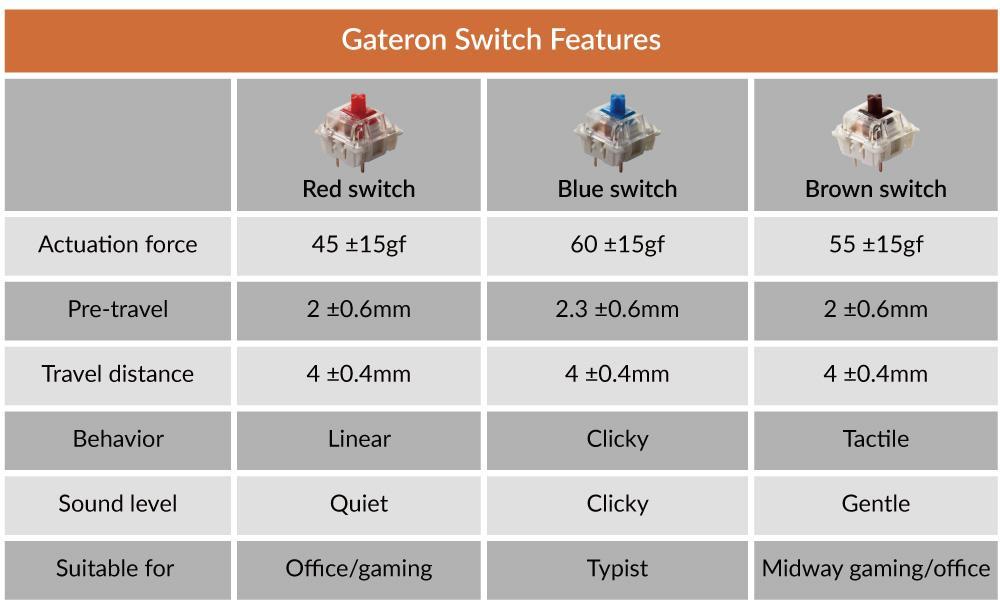 Gateron Switch Features
Red switch Blue switch Brown switch
Actuation force 45 ±15gf 60 ±15gf 55 ±15gf
Pre-travel 2 ±0.6mm 2.3 ±0.6mm 2 ±0.6mm
Travel distance 4 ±0.4mm 4 ±0.4mm 4 ±0.4mm
Behavior Linear Clicky Tactile
Sound level Quiet Clicky Gentle
Suitable for Office/gaming Typist Midway gaming/office